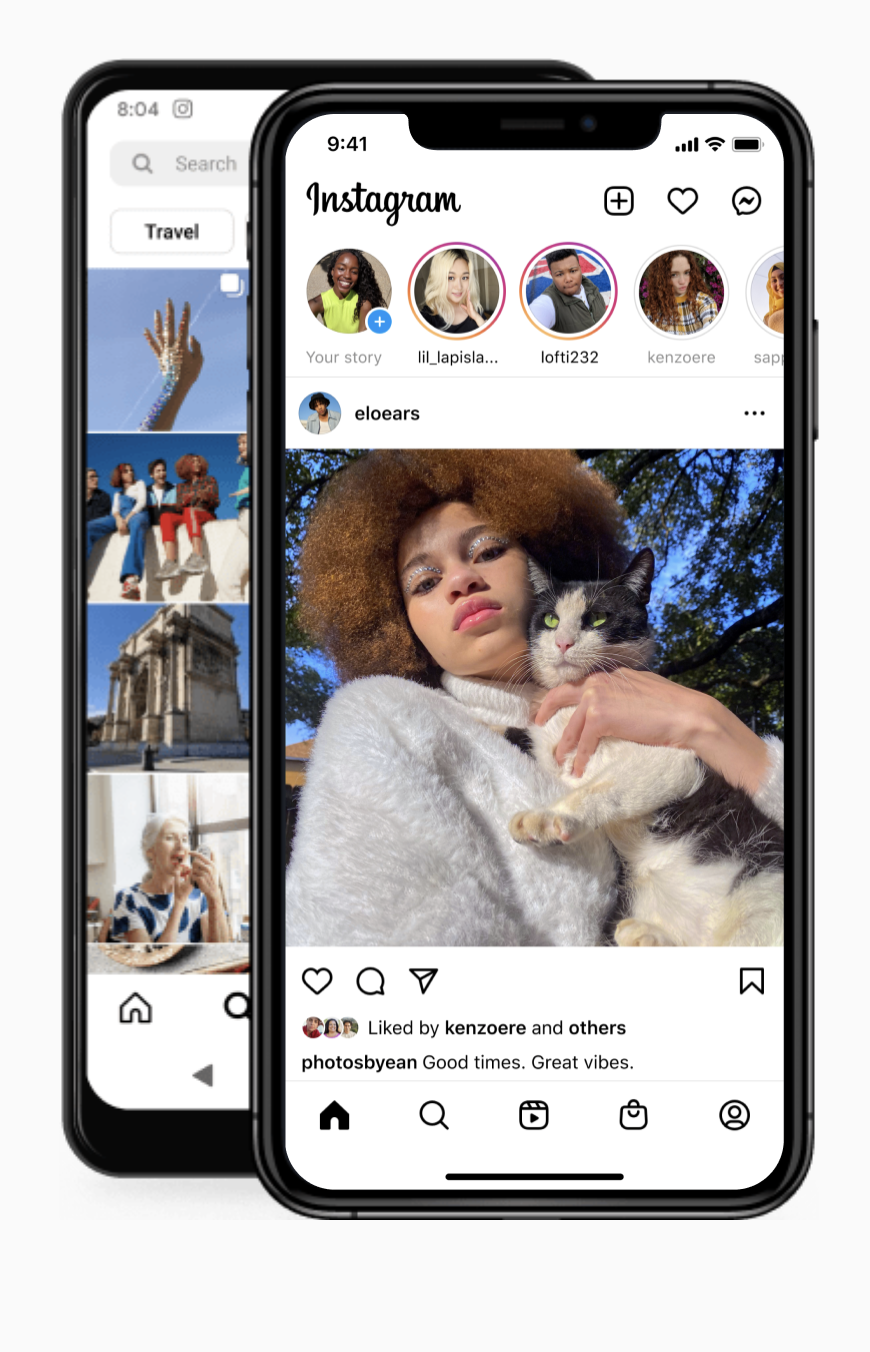 8:04
Search
Travel
9:41
Instagram
Your story
lil_lapisla...
lofti232
kenzoere
sapp
eloears
Liked by kenzoere and others
photosbyean Good times. Great vibes.